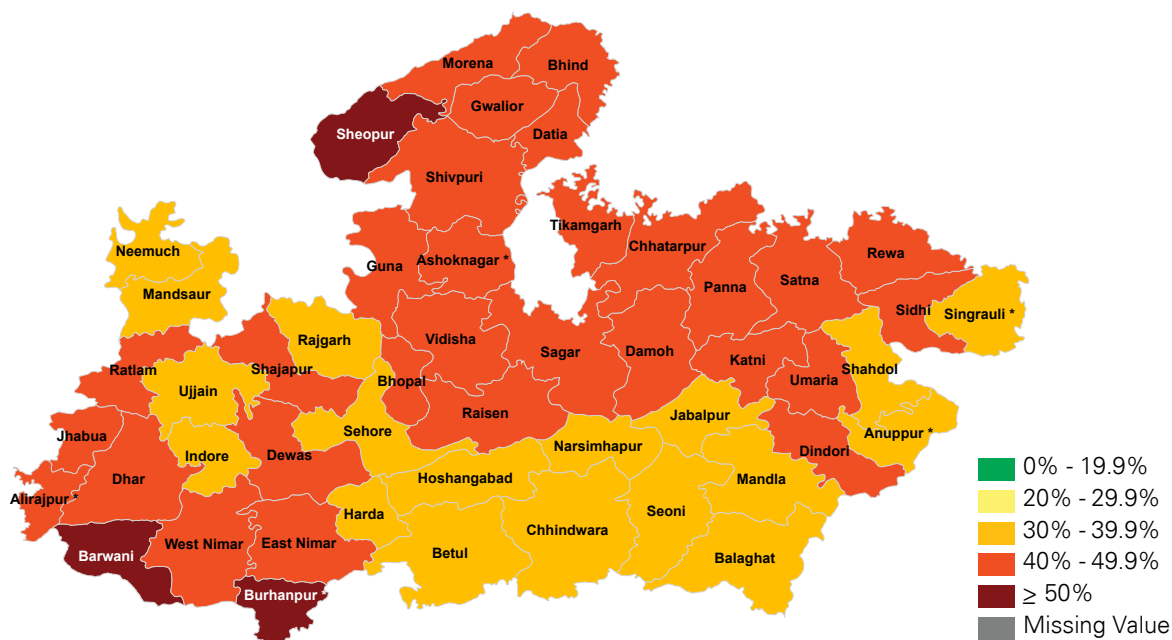 Morena
Bhind
Gwalior
Sheopur
Datia
Shivpuri
Tikamgarh
Chhatarpur
Neemuch
Guna
Ashoknagar *
Rewa
Panna
Satna
Mandsaur
Sidhi
Singrauli *
Rajgarh
Vidisha
Sagar
Damoh
Katni
Ratlam
Shajapur
Shahdol
Umaria
Bhopal
Ujjain
Raisen
Jabalpur
Jhabua
Sehore
Anuppur *
Indore
Dewas
Narsimhapur
Dindori
Dhar
Hoshangabad
Mandla
Alirajpur *
Harda
Seoni
Chhindwara
West Nimar
East Nimar
Barwani
Betul
Balaghat
Burhanpur *
0% - 19.9%
20% - 29.9%
30% - 39.9%
40% - 49.9%
≥ 50%
Missing Value